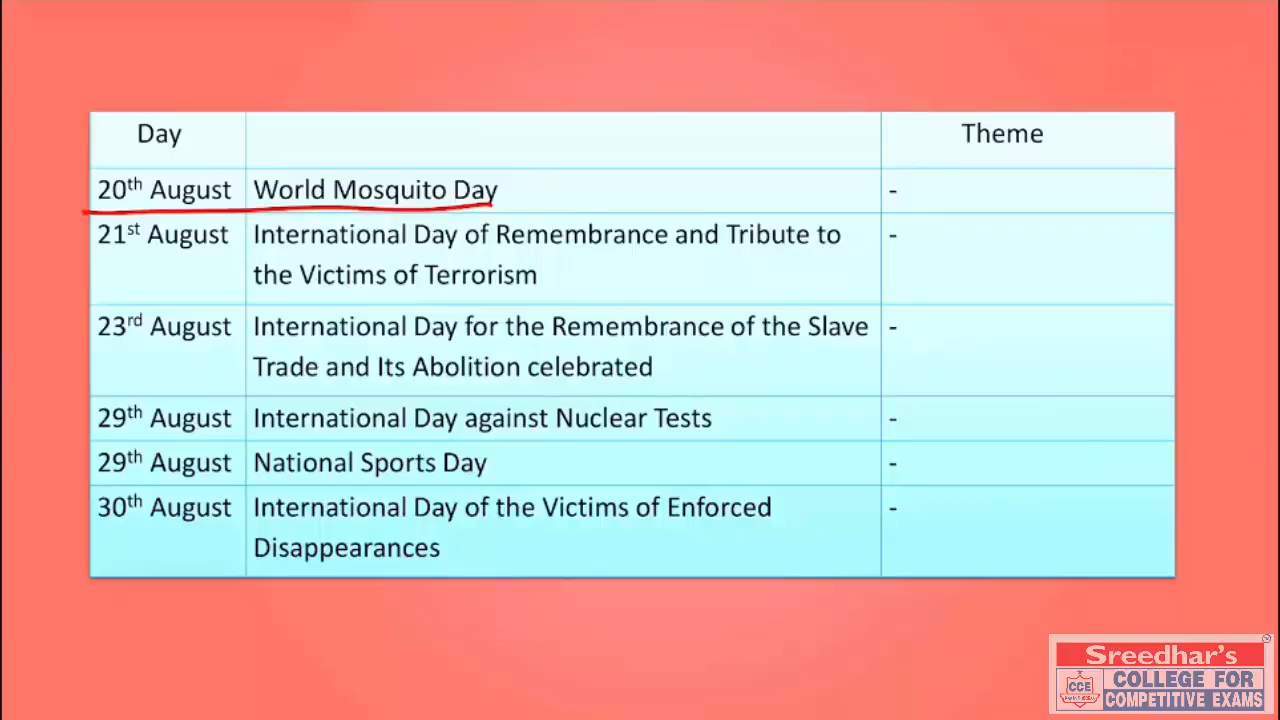 Day Theme
20th August World Mosquito Day -
21st August International Day of Remembrance and Tribute to -
the Victims of Terrorism
23rd August International Day for the Remembrance of the Slave -
Trade and Its Abolition celebrated
29th August International Day against Nuclear Tests -
29th August National Sports Day -
30th August International Day of the Victims of Enforced -
Disappearances
Sreedhar's
CCE
COLLEGE FOR
COMPETITIVE EXAMS